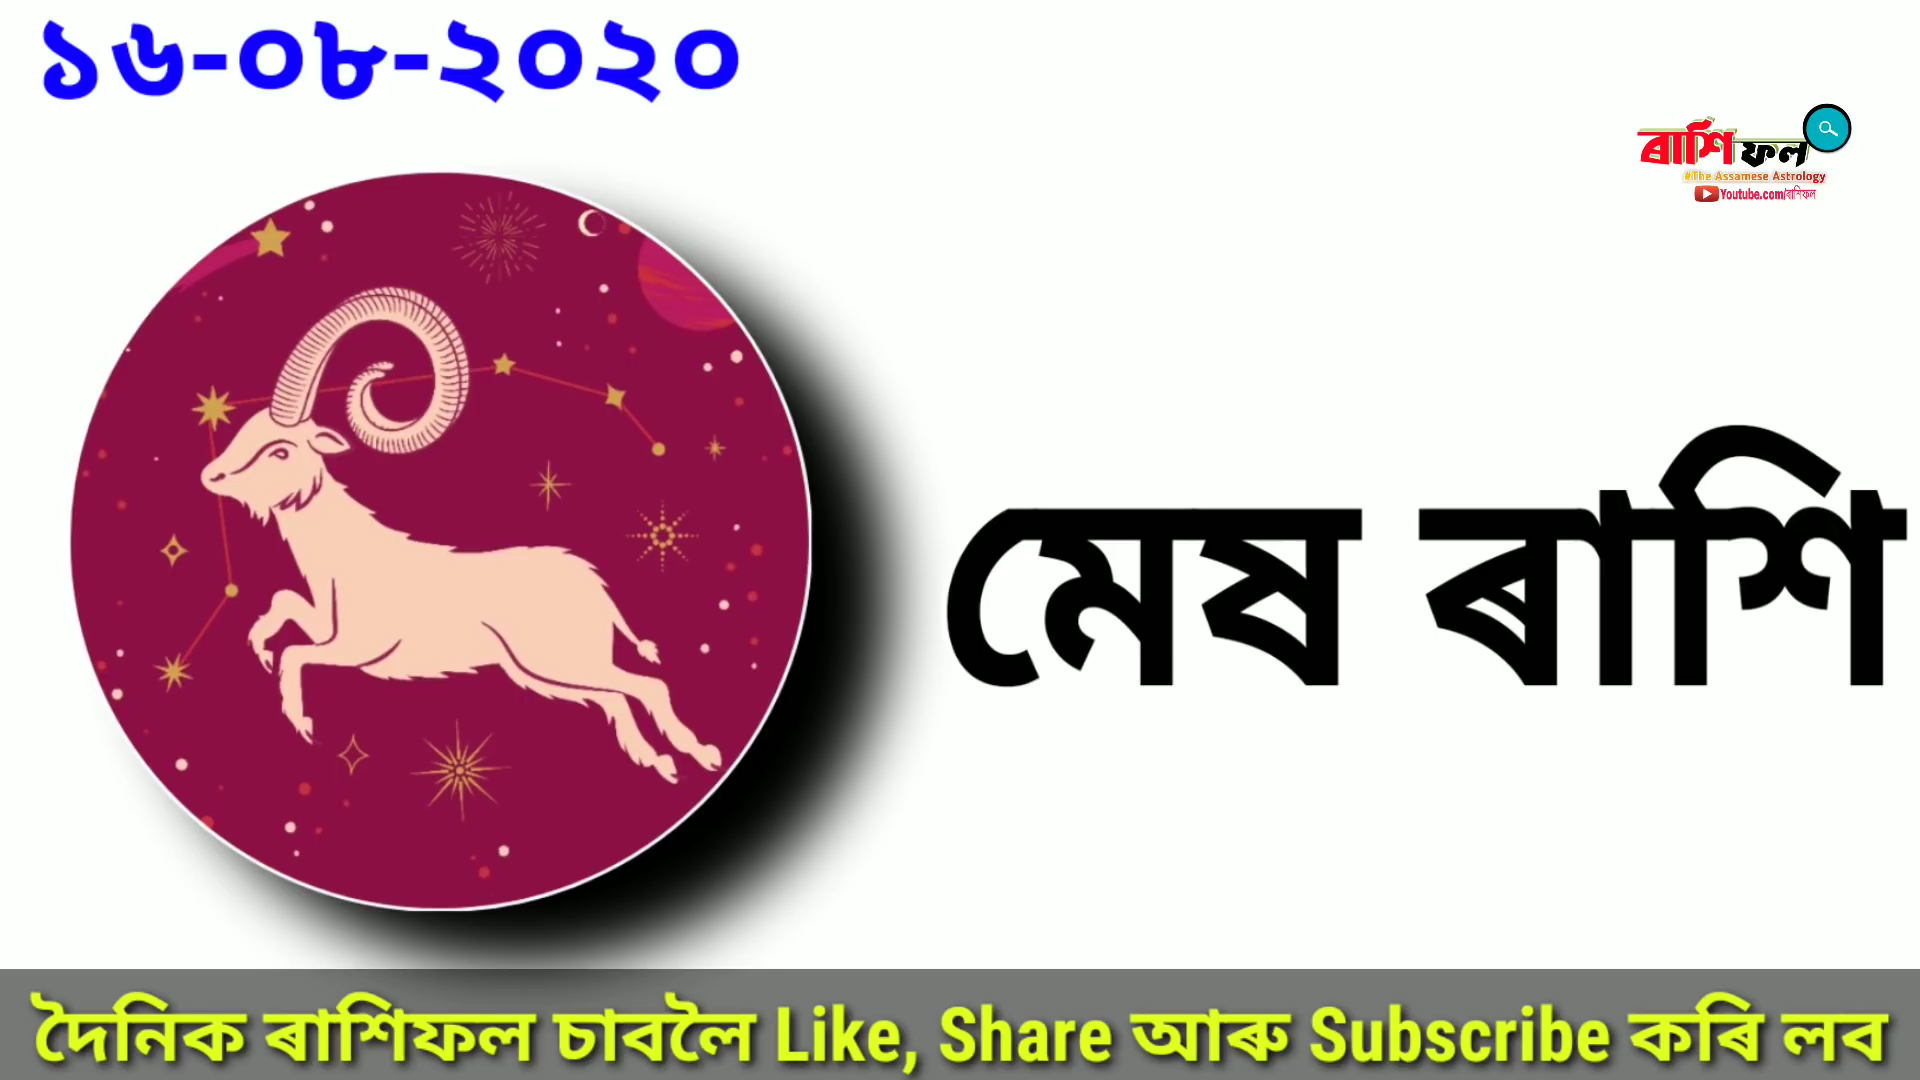 ১৬-০৮-২০২০
ৰাশি ফল
#The Assamese Astrology
Youtube.com/ৰাশিফল
মেষ ৰাশি
দৈনিক ৰাশিফল চাবলৈ Like, Share আৰু Subscribe কৰি লব